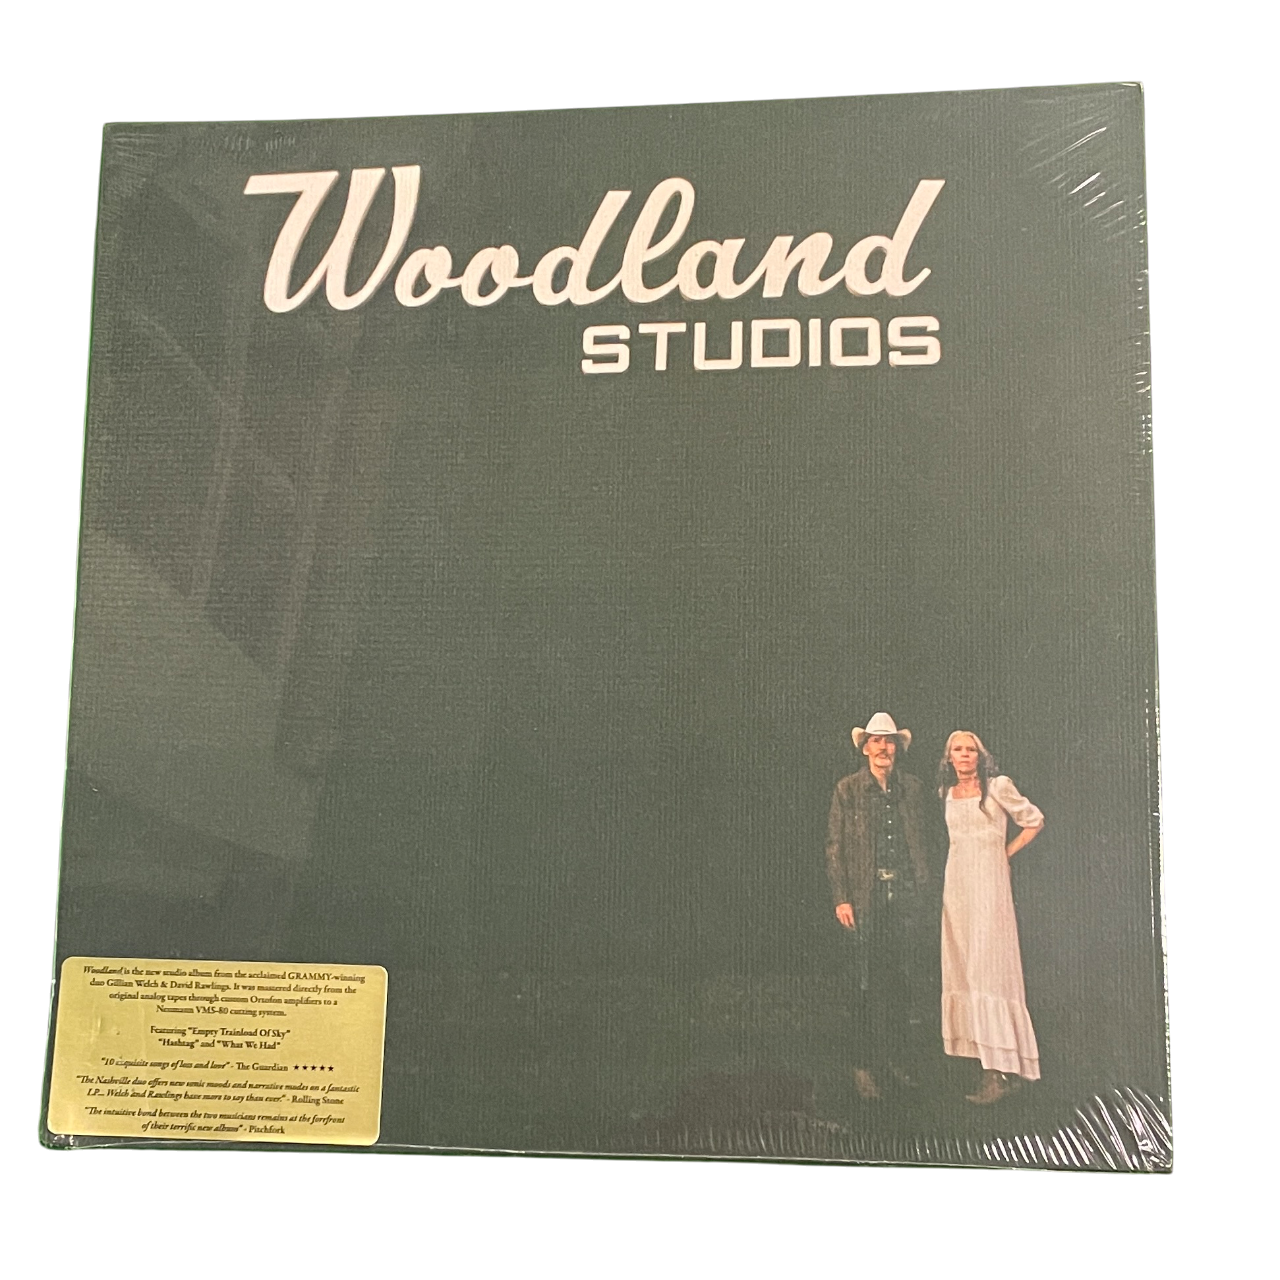 Woodland
STUDIOS
Woodland is the new studio album from the acclaimed GRAMMY-winning
duo Gillian Welch & David Rawlings. It was mastered directly from the
original analog tapes through custom Ortofon amplifiers to a
Neumann VMS-80 cutting system.
Featuring "Empty Trainload Of Sky"
"Hashtag" and "What We Had"
"10 exquisite songs of loss and love" - The Guardian ★★★★★
"The Nashville duo offers new sonic moods and narrative modes on a fantastic
LP... Welch and Rawlings have more to say than ever." - Rolling Stone
"The intuitive bond between the two musicians remains at the forefront
of their terrific new album" - Pitchfork